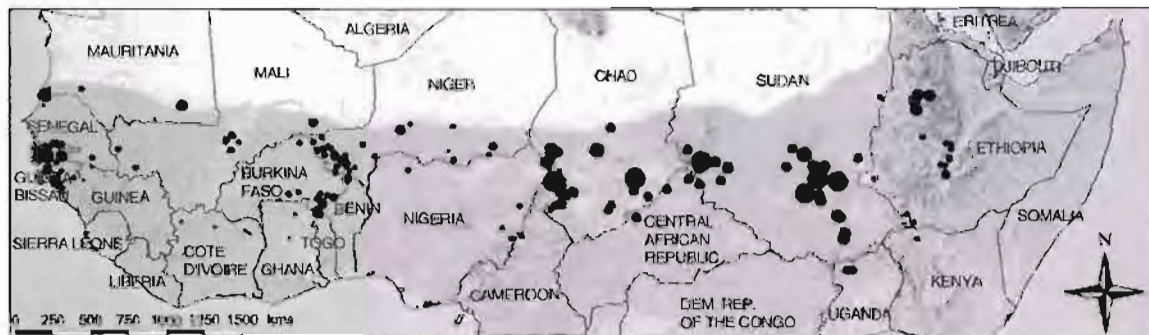 ERITREA
ALGERIA
MAURITANIA
MALI
NIGER
CHAD
SUDAN
DJIBOUTI
SENEGAL
ETHIOPIA
BURKINA
FASO
BISSAU
GUINEA
BENIN
NIGERIA
CENTRAL
AFRICAN
REPUBLIC
SOMALIA
SIERRA LEONE
COTE
D'IVOIRE
GHANA
TOGO
N
LIBERIA
CAMEROON
DEM. REP.
OF THE CONGO
UGANDA
KENYA
0 250 500 750 1000 1250 1500 kms